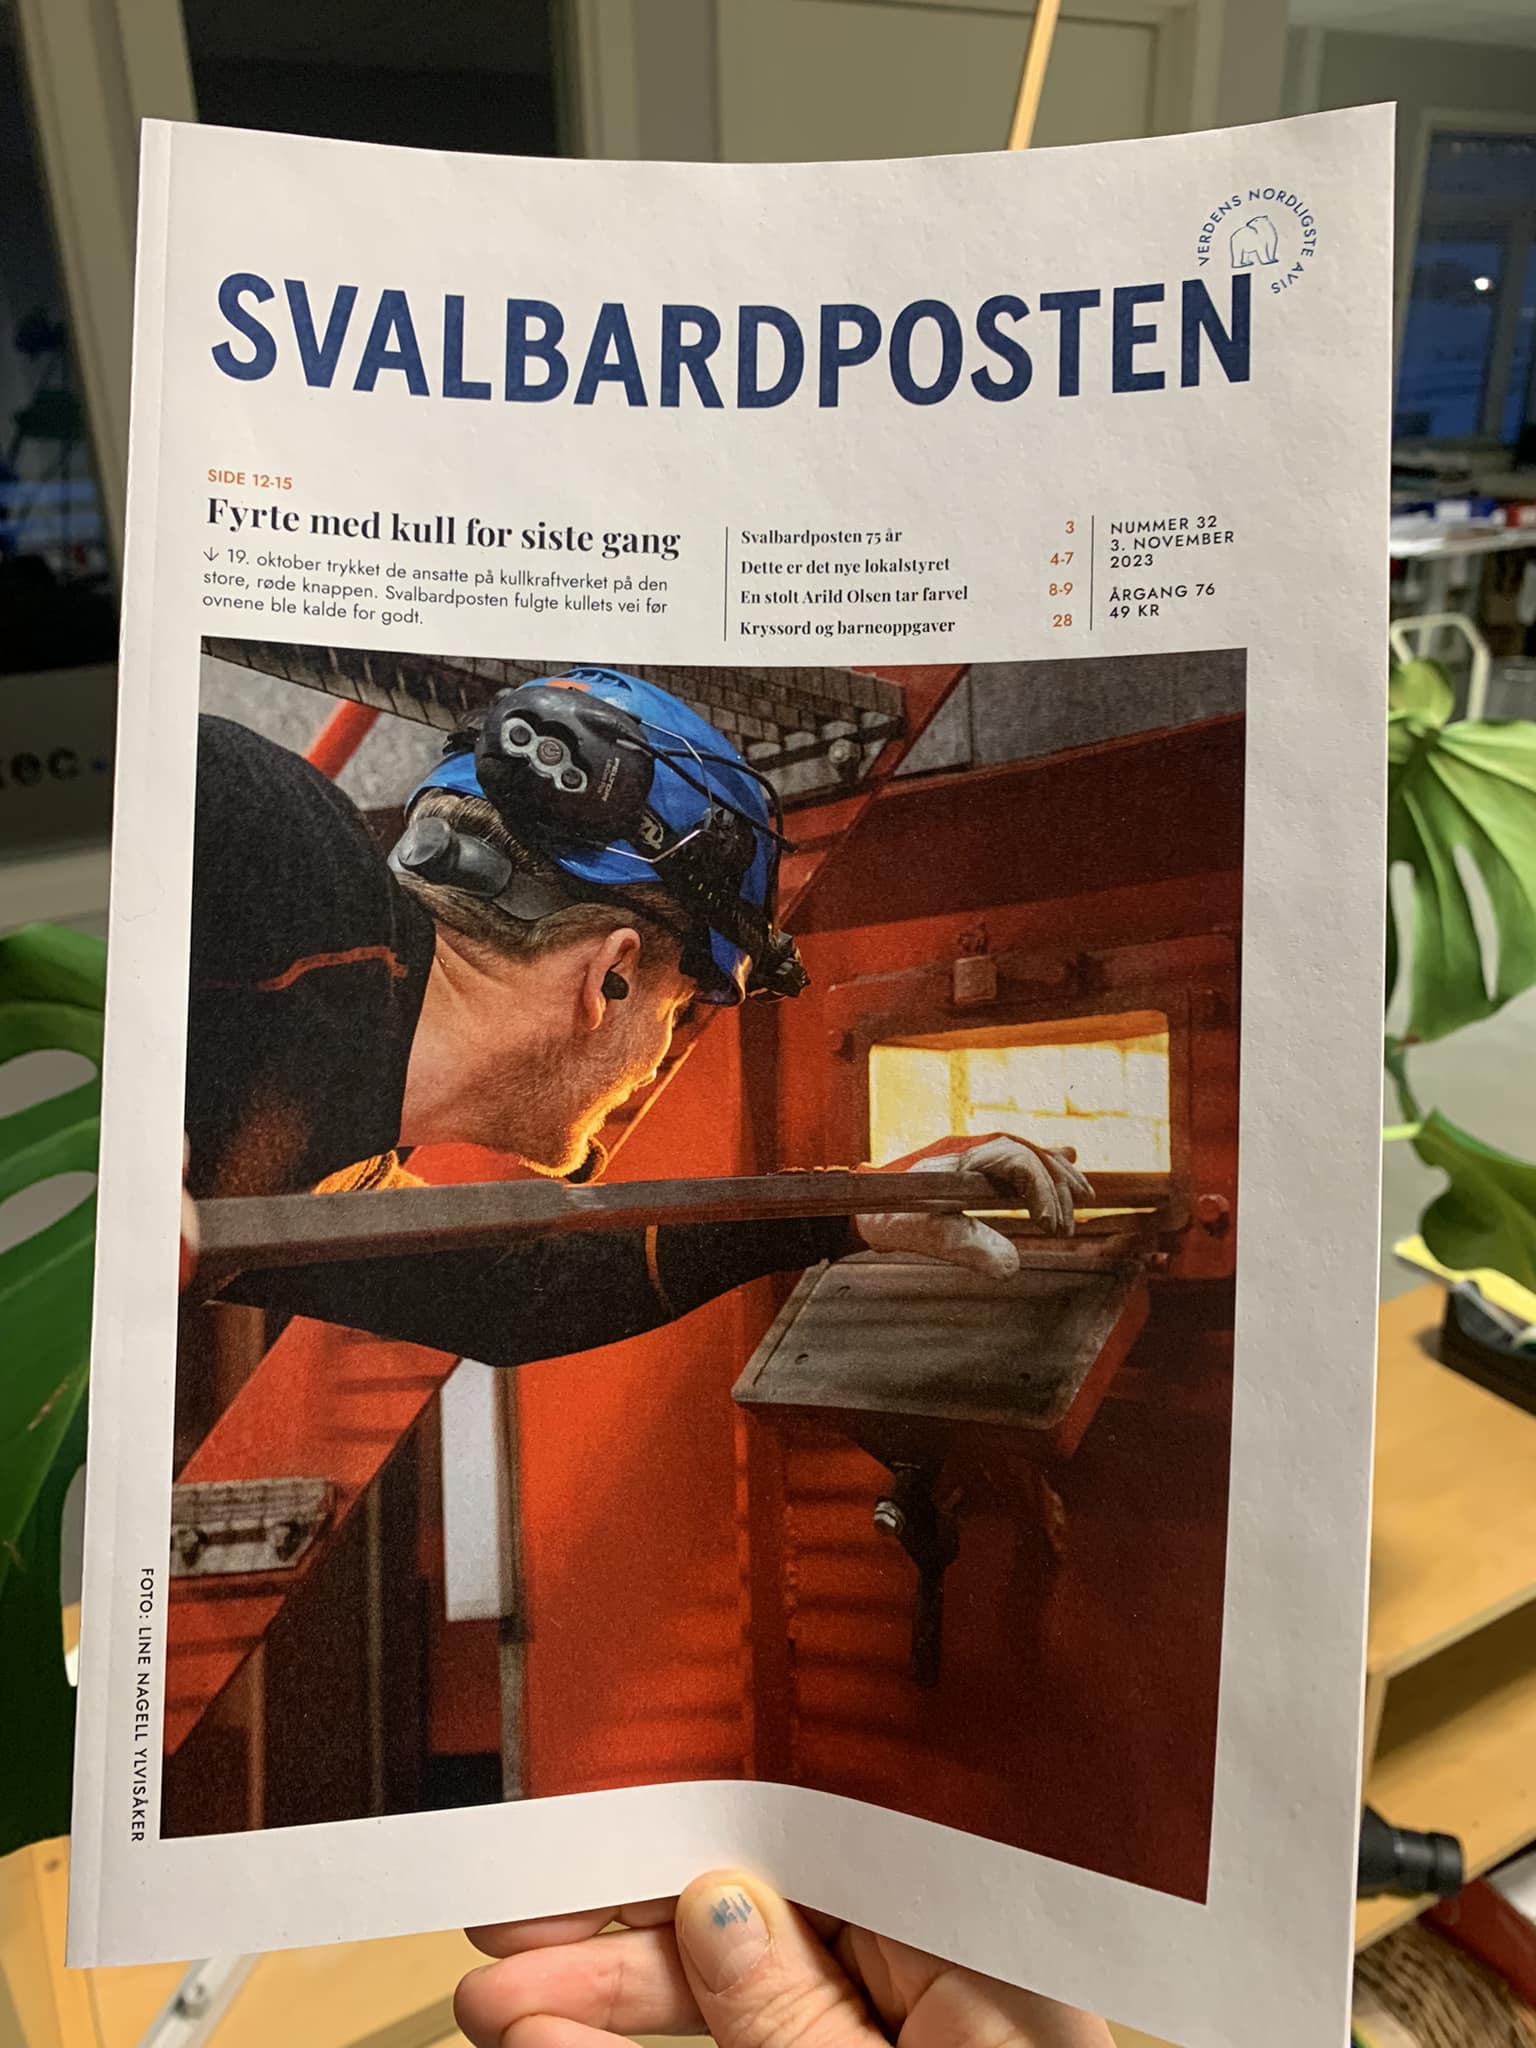 VERDENS NORDLIGSTE AVIS
SVALBARDPOSTEN
SIDE 12-15
Fyrte med kull for siste gang
↓ 19. oktober trykket de ansatte på kullkraftverket på den
store, røde knappen. Svalbardposten fulgte kullets vei før
ovnene ble kalde for godt.
Svalbardposten 75 år 3
Dette er det nye lokalstyret 4-7
En stolt Arild Olsen tar farvel 8-9
Kryssord og barneoppgaver 28
NUMMER 32
3. NOVEMBER
2023
ÅRGANG 76
49 KR
PELTOR
FOTO: LINE NAGELL YLVISÅKER